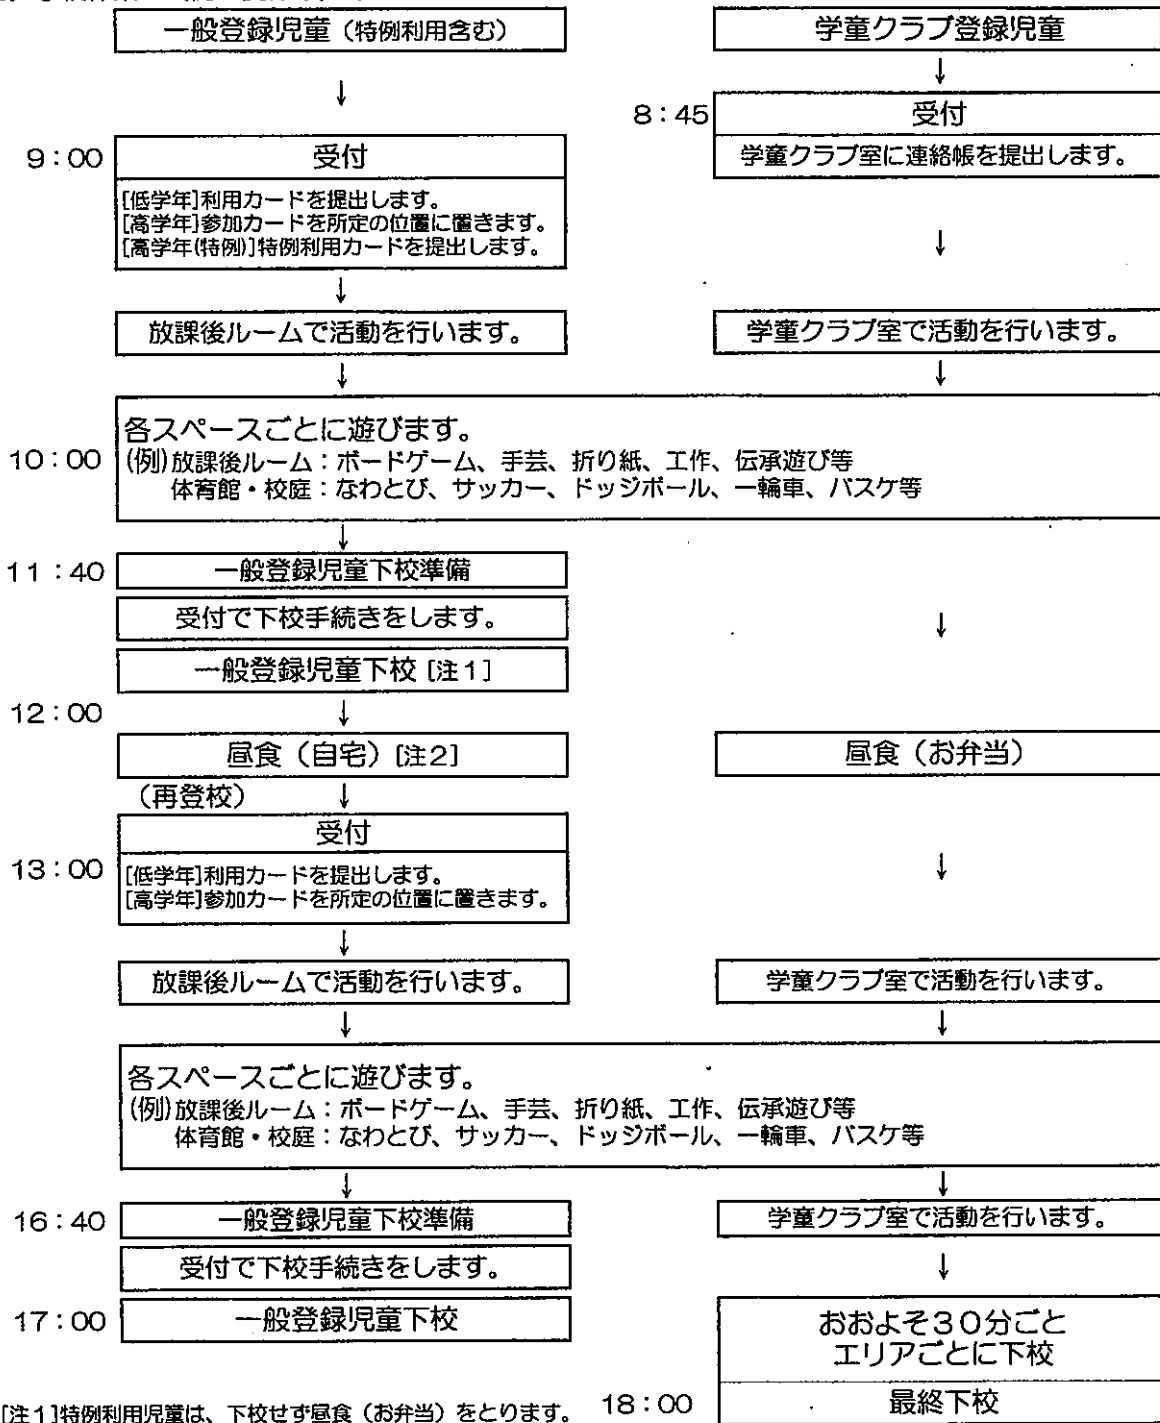 一般登録児童（特例利用含む）
学童クラブ登録児童
↓
↓
8：45
受付
学童クラブ室に連絡帳を提出します。
9：00
受付
[低学年]利用カードを提出します。
[高学年]参加カードを所定の位置に置きます。
[高学年(特例)]特例利用カードを提出します。
↓
↓
放課後ルームで活動を行います。
学童クラブ室で活動を行います。
↓
↓
各スペースごとに遊びます。
10：00
(例)放課後ルーム：ボードゲーム、手芸、折り紙、工作、伝承遊び等
体育館・校庭：なわとび、サッカー、ドッジボール、一輪車、バスケ等
↓
11：40
一般登録児童下校準備
受付で下校手続きをします。
↓
一般登録児童下校 [注1]
12：00
↓
昼食（自宅）[注2]
昼食（お弁当）
（再登校）
↓
受付
13：00
[低学年]利用カードを提出します。
[高学年]参加カードを所定の位置に置きます。
↓
↓
放課後ルームで活動を行います。
学童クラブ室で活動を行います。
↓
↓
各スペースごとに遊びます。
(例)放課後ルーム：ボードゲーム、手芸、折り紙、工作、伝承遊び等
体育館・校庭：なわとび、サッカー、ドッジボール、一輪車、バスケ等
↓
↓
16：40
一般登録児童下校準備
学童クラブ室で活動を行います。
受付で下校手続きをします。
↓
17：00
一般登録児童下校
おおよそ30分ごと
エリアごとに下校
18：00
最終下校
[注1]特例利用児童は、下校せず昼食（お弁当）をとります。